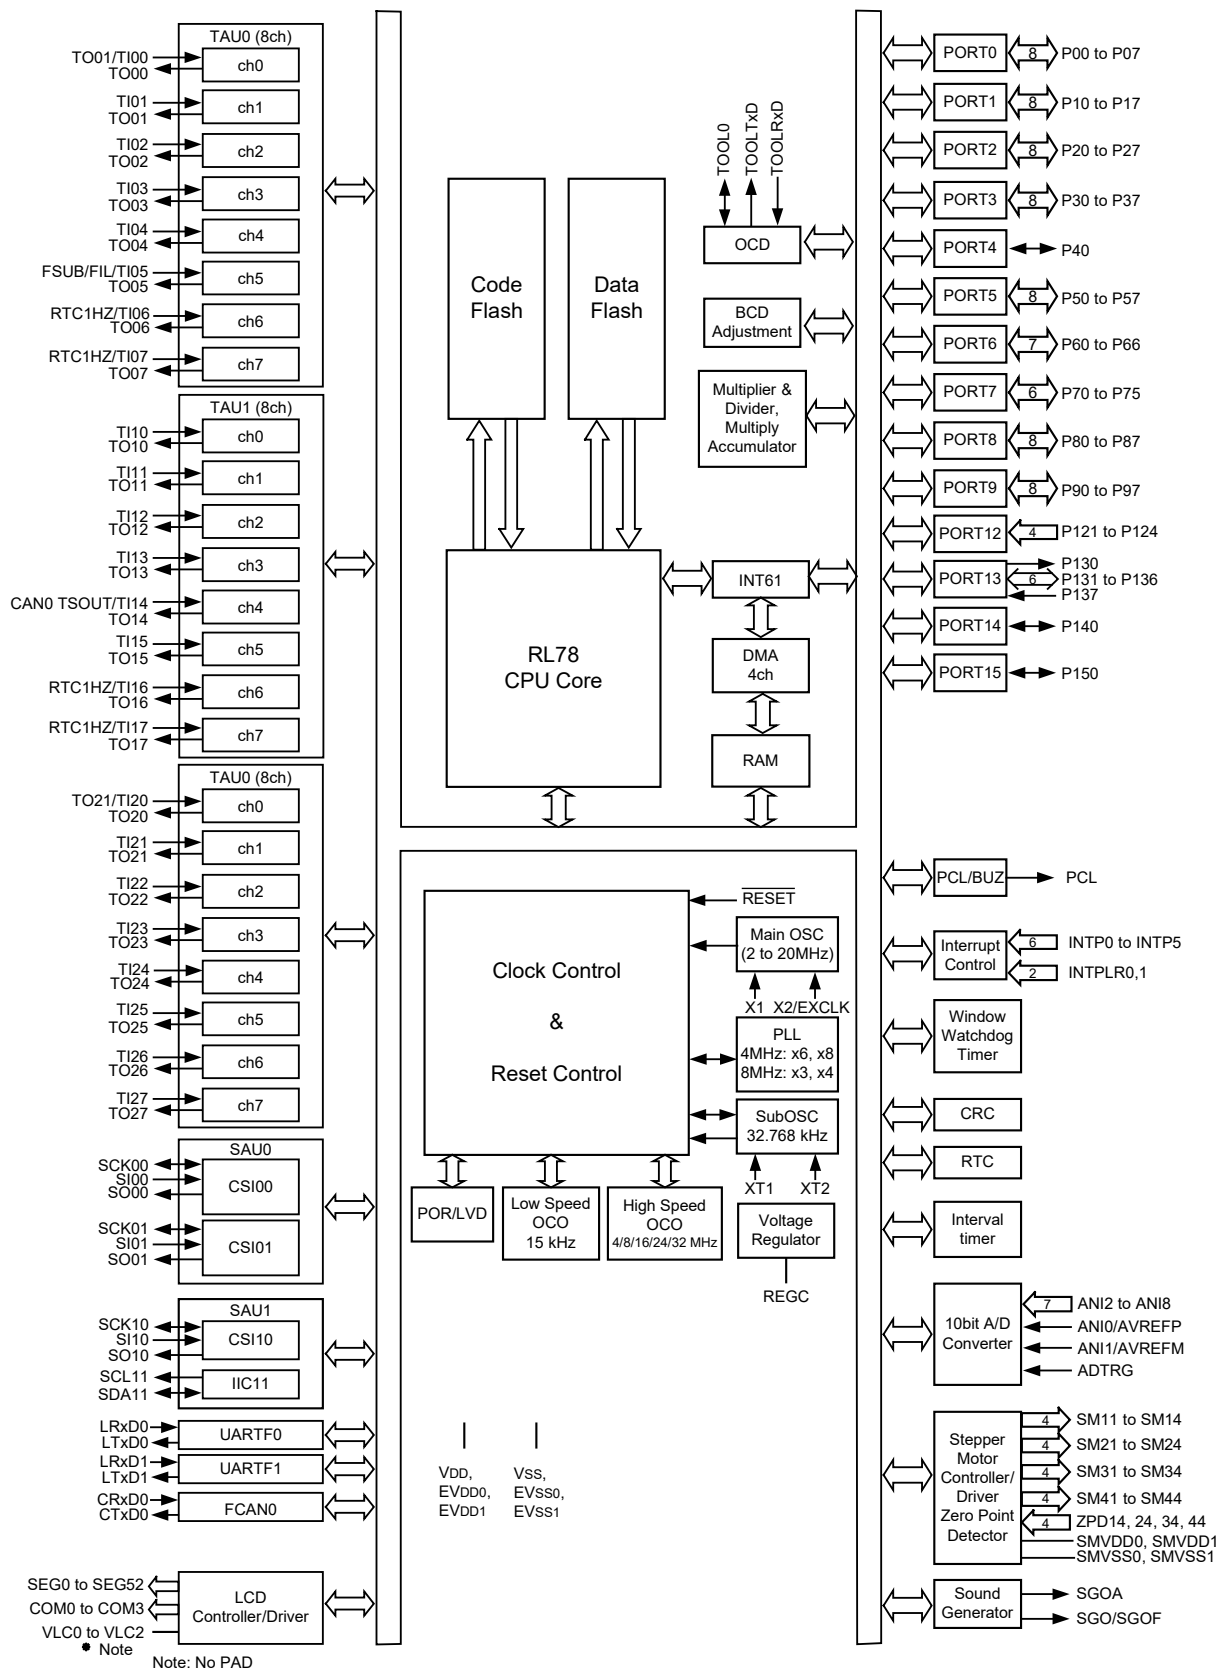 TAU0 (8ch)
TO01/TI00
TO00
ch0
TI01
TO01
ch1
TI02
TO02
ch2
TI03
TO03
ch3
TI04
TO04
ch4
FSUB/FIL/TI05
TO05
ch5
RTC1HZ/TI06
TO06
ch6
RTC1HZ/TI07
TO07
ch7
TAU1 (8ch)
TI10
TO10
ch0
TI11
TO11
ch1
TI12
TO12
ch2
TI13
TO13
ch3
CAN0 TSOUT/TI14
TO14
ch4
TI15
TO15
ch5
RTC1HZ/TI16
TO16
ch6
RTC1HZ/TI17
TO17
ch7
TAU0 (8ch)
TO21/TI20
TO20
ch0
TI21
TO21
ch1
TI22
TO22
ch2
TI23
TO23
ch3
TI24
TO24
ch4
TI25
TO25
ch5
TI26
TO26
ch6
TI27
TO27
ch7
SAU0
SCK00
SI00
SO00
CSI00
SCK01
SI01
SO01
CSI01
SAU1
SCK10
SI10
SO10
CSI10
SCL11
SDA11
IIC11
LRxD0
LTxD0
UARTF0
LRxD1
LTxD1
UARTF1
CRxD0
CTxD0
FCAN0
SEG0 to SEG52
COM0 to COM3
VLC0 to VLC2
LCD
Controller/Driver
● Note
Note: No PAD
Code
Flash
Data
Flash
RL78
CPU Core
TOOL0
TOOLTxD
TOOLRxD
OCD
BCD
Adjustment
Multiplier &
Divider,
Multiply
Accumulator
INT61
DMA
4ch
RAM
Clock Control
&
Reset Control
RESET
Main OSC
(2 to 20MHz)
X1 X2/EXCLK
PLL
4MHz: x6, x8
8MHz: x3, x4
SubOSC
32.768 kHz
XT1 XT2
POR/LVD
Low Speed
OCO
15 kHz
High Speed
OCO
4/8/16/24/32 MHz
Voltage
Regulator
REGC
VDD,
EVDD0,
EVDD1
VSS,
EVSS0,
EVSS1
PORT0 8 P00 to P07
PORT1 8 P10 to P17
PORT2 8 P20 to P27
PORT3 8 P30 to P37
PORT4 P40
PORT5 8 P50 to P57
PORT6 7 P60 to P66
PORT7 6 P70 to P75
PORT8 8 P80 to P87
PORT9 8 P90 to P97
PORT12 4 P121 to P124
P130
PORT13 6 P131 to P136
P137
PORT14 P140
PORT15 P150
PCL/BUZ PCL
Interrupt
Control
6 INTP0 to INTP5
2 INTPLR0,1
Window
Watchdog
Timer
CRC
RTC
Interval
timer
10bit A/D
Converter
7 ANI2 to ANI8
ANI0/AVREFP
ANI1/AVREFM
ADTRG
Stepper
Motor
Controller/
Driver
Zero Point
Detector
4 SM11 to SM14
4 SM21 to SM24
4 SM31 to SM34
4 SM41 to SM44
4 ZPD14, 24, 34, 44
SMVDD0, SMVDD1
SMVSS0, SMVSS1
Sound
Generator
SGOA
SGO/SGOF